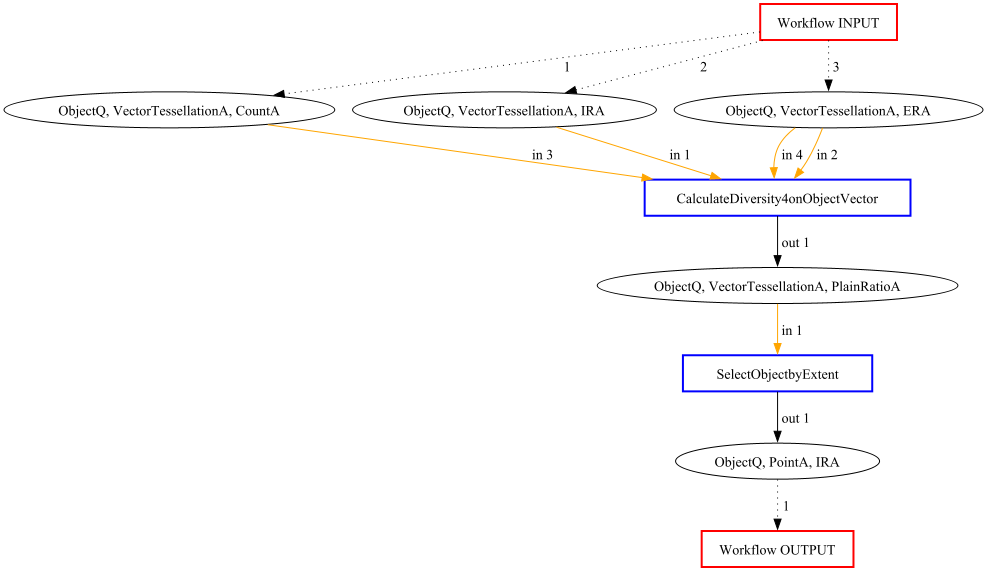 Workflow INPUT
1
2
3
ObjectQ, VectorTessellationA, CountA
ObjectQ, VectorTessellationA, IRA
ObjectQ, VectorTessellationA, ERA
in 3
in 1
in 4
in 2
CalculateDiversity4onObjectVector
out 1
ObjectQ, VectorTessellationA, PlainRatioA
in 1
SelectObjectbyExtent
out 1
ObjectQ, PointA, IRA
1
Workflow OUTPUT